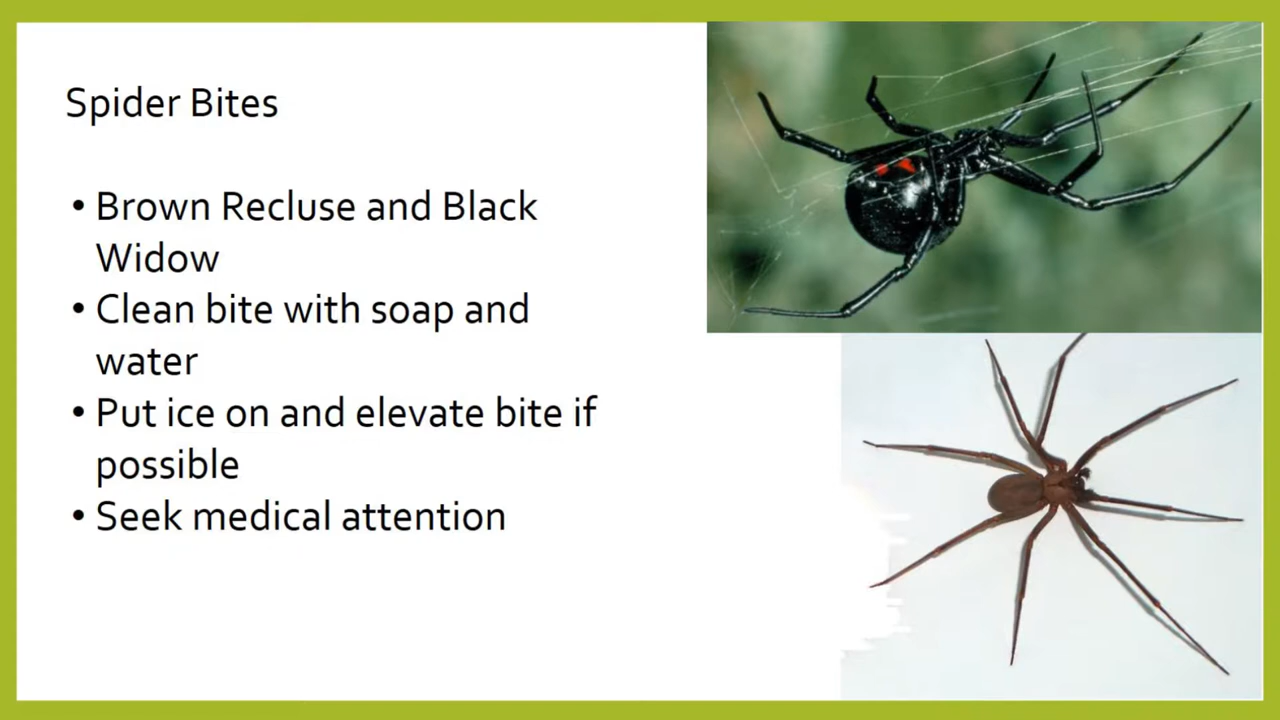 Spider Bites
• Brown Recluse and Black
Widow
• Clean bite with soap and
water
• Put ice on and elevate bite if
possible
• Seek medical attention